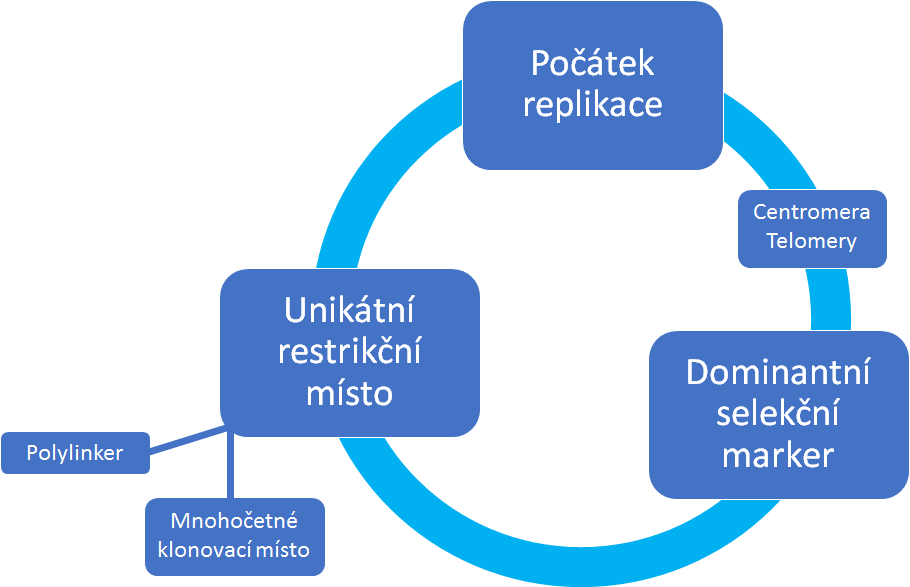 Počátek
replikace
Centromera
Telomery
Unikátní
restrikční
místo
Dominantní
selekční
marker
Polylinker
Mnohočetné
klonovací místo